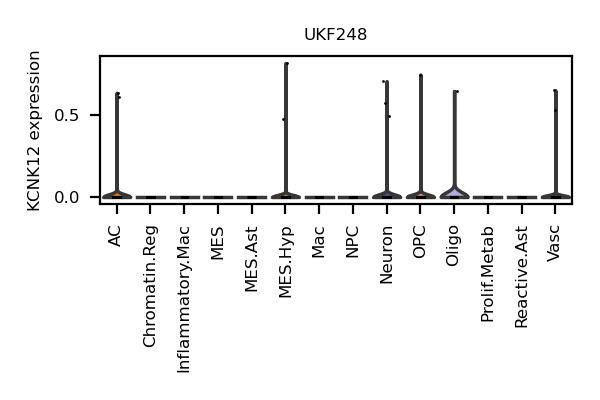 UKF248
KCNK12 expression
0.5
0.0
AC
Chromatin.Reg
Inflammatory.Mac
MES
MES.Ast
MES.Hyp
Mac
NPC
Neuron
OPC
Oligo
Prolif.Metab
Reactive.Ast
Vasc